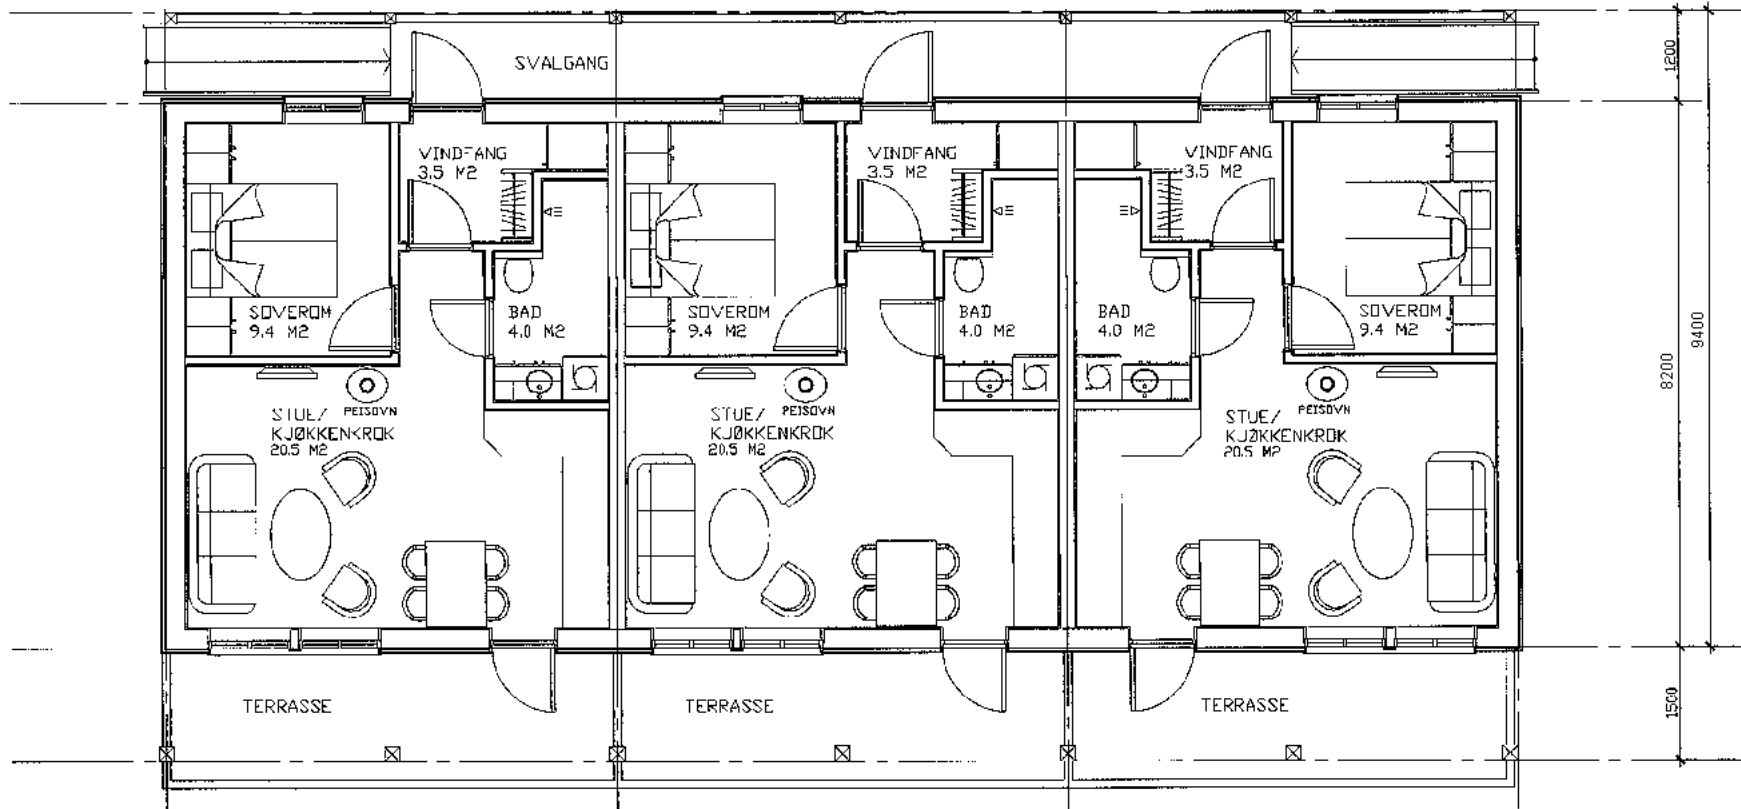 SVALGANG
1200
VINDFANG
3.5 M2
VINDFANG
3.5 M2
VINDFANG
3.5 M2
SOVEROM
9.4 M2
BAD
4.0 M2
SOVEROM
9.4 M2
BAD
4.0 M2
BAD
4.0 M2
SOVEROM
9.4 M2
9400
8200
PEISOVN
STUE/
KJØKKENKROK
20.5 M2
PEISOVN
STUE/
KJØKKENKROK
20.5 M2
PEISOVN
STUE/
KJØKKENKROK
20.5 M2
TERRASSE
TERRASSE
TERRASSE
1500